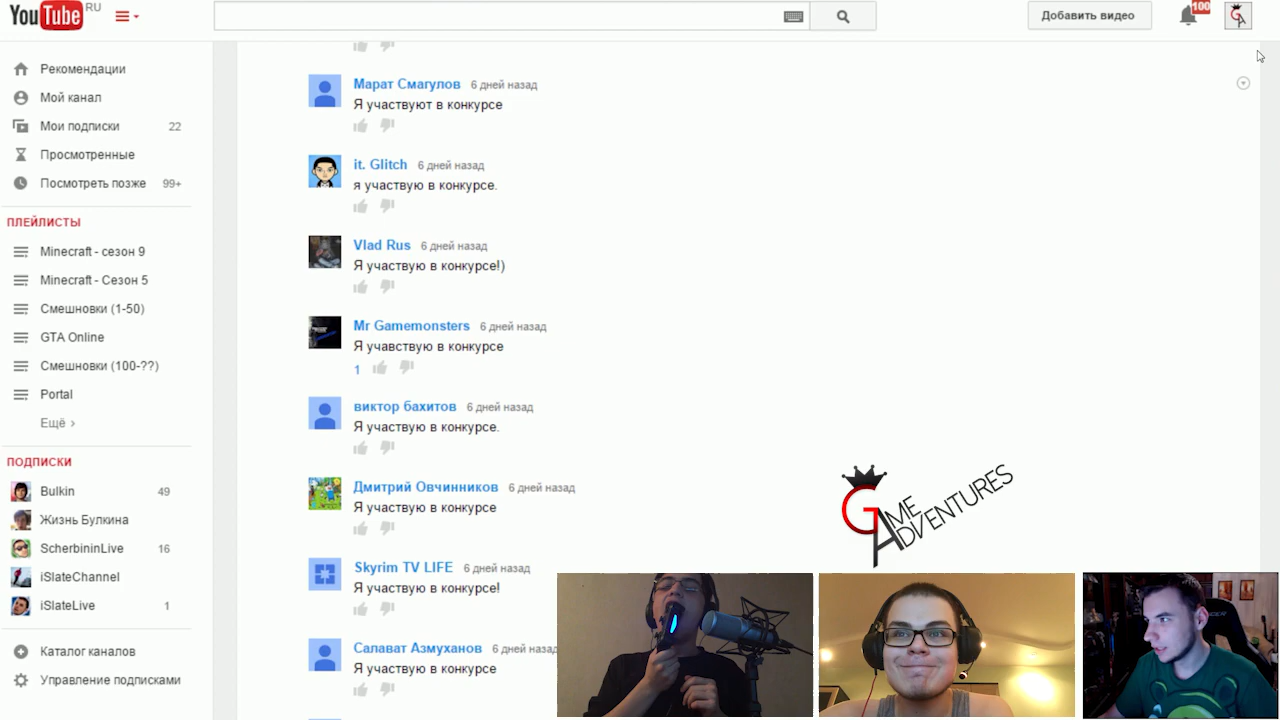 YouTube RU
Добавить видео
100
Рекомендации
Мой канал
Мои подписки 22
Просмотренные
Посмотреть позже 99+
ПЛЕЙЛИСТЫ
Minecraft - сезон 9
Minecraft - Сезон 5
Смешновки (1-50)
GTA Online
Смешновки (100-??)
Portal
Ещё >
ПОДПИСКИ
Bulkin 49
Жизнь Булкина
ScherbininLive 16
iSlateChannel
iSlateLive 1
Каталог каналов
Управление подписками
Марат Смагулов 6 дней назад
Я участвуют в конкурсе
it. Glitch 6 дней назад
я участвую в конкурсе.
Vlad Rus 6 дней назад
Я участвую в конкурсе!)
Mr Gamemonsters 6 дней назад
Я учавствую в конкурсе
1
виктор бахитов 6 дней назад
Я участвую в конкурсе.
Дмитрий Овчинников 6 дней назад
Я участвую в конкурсе
Skyrim TV LIFE 6 дней назад
Я участвую в конкурсе!
Салават Азмуханов 6 дней назад
Я участвую в конкурсе
GAME
ADVENTURES